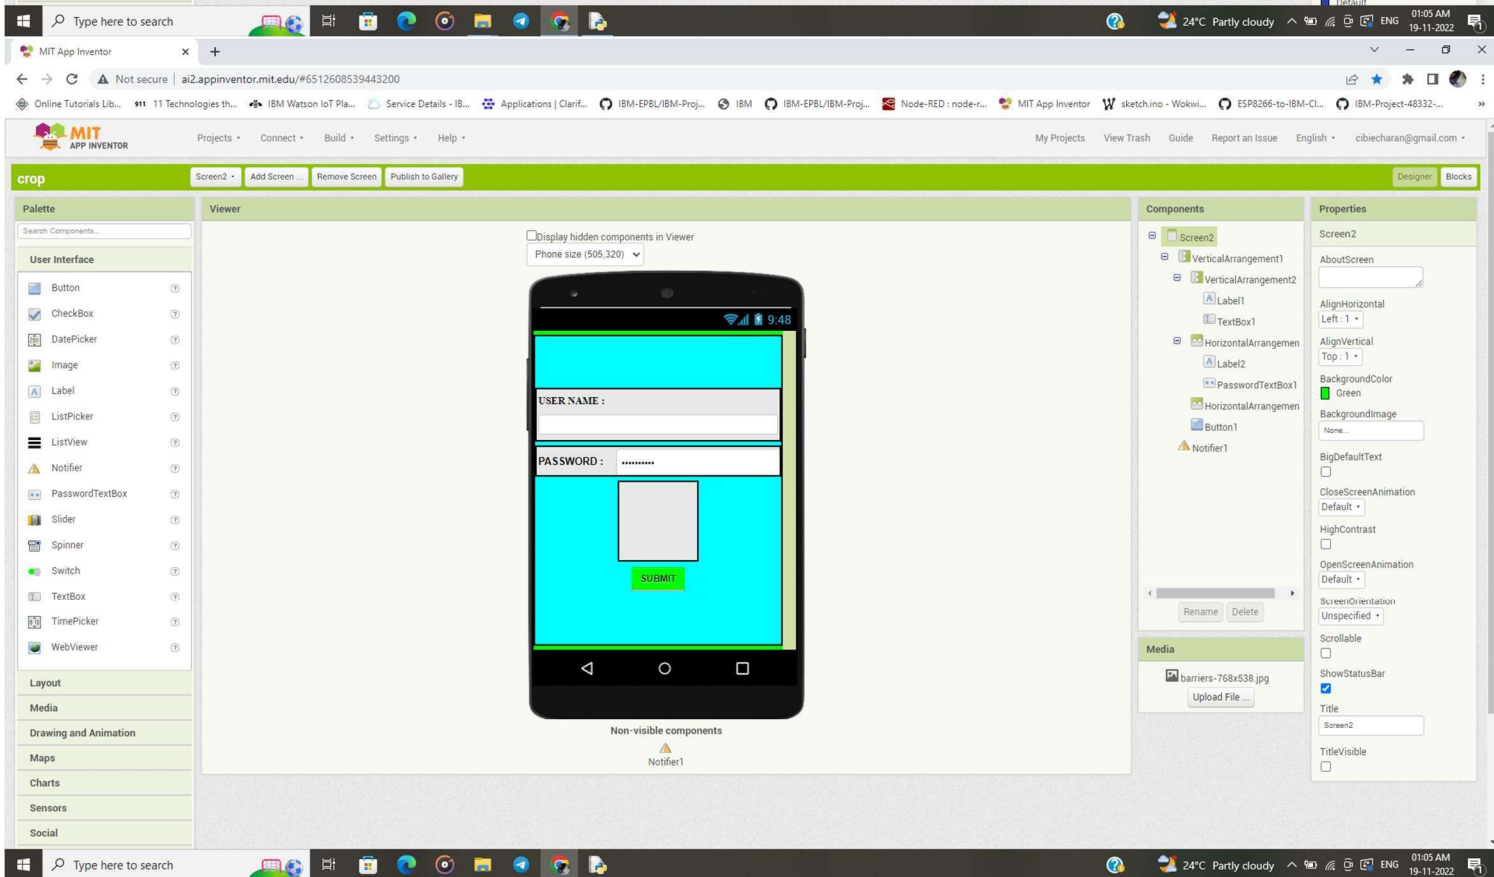 Default
Type here to search
24°C Partly cloudy
ENG
01:05 AM
19-11-2022
MIT App Inventor
Not secure
ai2.appinventor.mit.edu/#6512608539443200
Online Tutorials Lib...
911 11 Technologies th...
IBM Watson IoT Pla...
Service Details - IB...
Applications | Clarif...
IBM-EPBL/IBM-Proj...
IBM
IBM-EPBL/IBM-Proj...
Node-RED : node-r...
MIT App Inventor
sketch.ino - Wokwi...
ESP8266-to-IBM-Cl...
IBM-Project-48332-...
»
MIT
APP INVENTOR
Projects
Connect
Build
Settings
Help
My Projects
View Trash
Guide
Report an Issue
English
cibiecharan@gmail.com
crop
Screen2
Add Screen ...
Remove Screen
Publish to Gallery
Designer
Blocks
Palette
Search Components...
User Interface
Button
CheckBox
DatePicker
Image
Label
ListPicker
ListView
Notifier
PasswordTextBox
Slider
Spinner
Switch
TextBox
TimePicker
WebViewer
Layout
Media
Drawing and Animation
Maps
Charts
Sensors
Social
Viewer
Display hidden components in Viewer
Phone size (505,320)
9:48
USER NAME :
PASSWORD :
••••••••••
SUBMIT
Non-visible components
Notifier1
Components
Screen2
VerticalArrangement1
VerticalArrangement2
Label1
TextBox1
HorizontalArrangemen
Label2
PasswordTextBox1
HorizontalArrangemen
Button1
Notifier1
Rename
Delete
Media
barriers-768x538.jpg
Upload File ...
Properties
Screen2
AboutScreen
AlignHorizontal
Left : 1
AlignVertical
Top : 1
BackgroundColor
Green
BackgroundImage
None...
BigDefaultText
CloseScreenAnimation
Default
HighContrast
OpenScreenAnimation
Default
ScreenOrientation
Unspecified
Scrollable
ShowStatusBar
Title
Screen2
TitleVisible
Type here to search
24°C Partly cloudy
ENG
01:05 AM
19-11-2022